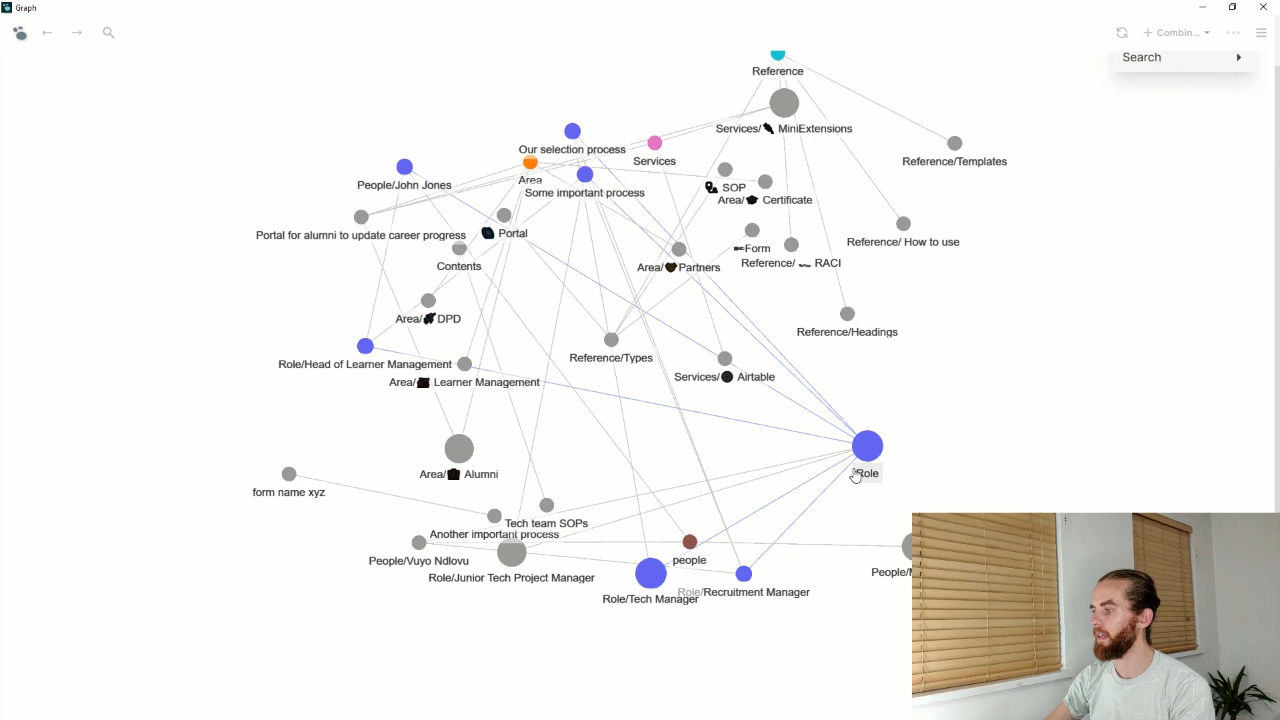 Graph
Combin...
Search
Reference
Services/ MiniExtensions
Our selection process
Services
Reference/Templates
Area
People/John Jones
Some important process
SOP
Area/ Certificate
Portal for alumni to update career progress
Portal
Form
Reference/ How to use
Contents
Area/ Partners
Reference/ RACI
Area/ DPD
Reference/Headings
Reference/Types
Role/Head of Learner Management
Services/ Airtable
Area/ Learner Management
Area/ Alumni
Role
form name xyz
Tech team SOPs
Another important process
People/Vuyo Ndlovu
people
People/
Role/Junior Tech Project Manager
Role/Tech Manager
Role/Recruitment Manager